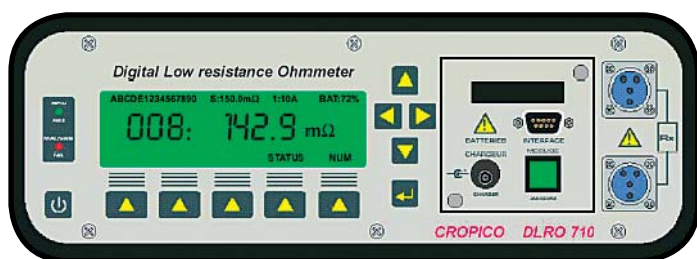 Digital Low resistance Ohmmeter
ABCDE1234567890 S:150.0mΩ 1:10A BAT:72%
008: 142.9 mΩ
STATUS NUM
BATTERIES
INTERFACE
CHARGEUR
MODULE
CHARGER
Rx
CROPICO DLRO 710